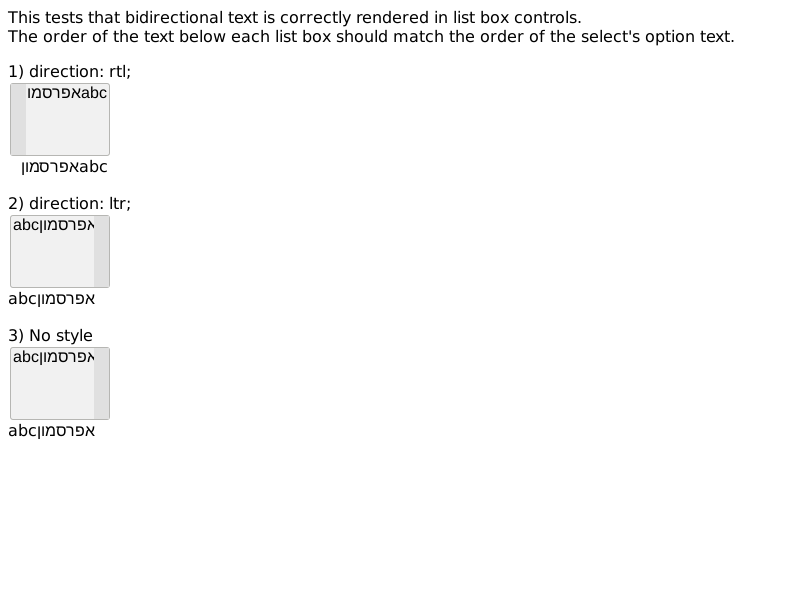 This tests that bidirectional text is correctly rendered in list box controls.
The order of the text below each list box should match the order of the select's option text.
1) direction: rtl;
abcאפרסמו
abcאפרסמון
2) direction: ltr;
abcאפרסמון
abcאפרסמון
3) No style
abcאפרסמון
abcאפרסמון